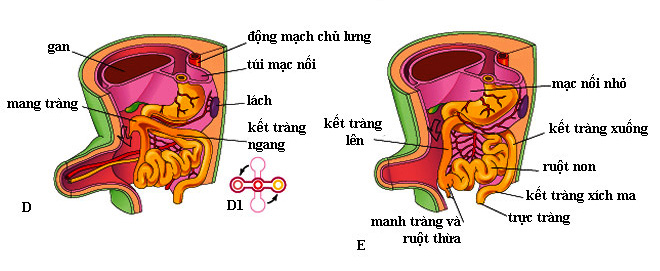 gan
động mạch chủ lưng
túi mạc nối
mang tràng
lách
kết tràng
ngang
D
D1
mạc nối nhỏ
kết tràng
lên
kết tràng xuống
ruột non
kết tràng xích ma
trực tràng
manh tràng và
ruột thừa
E